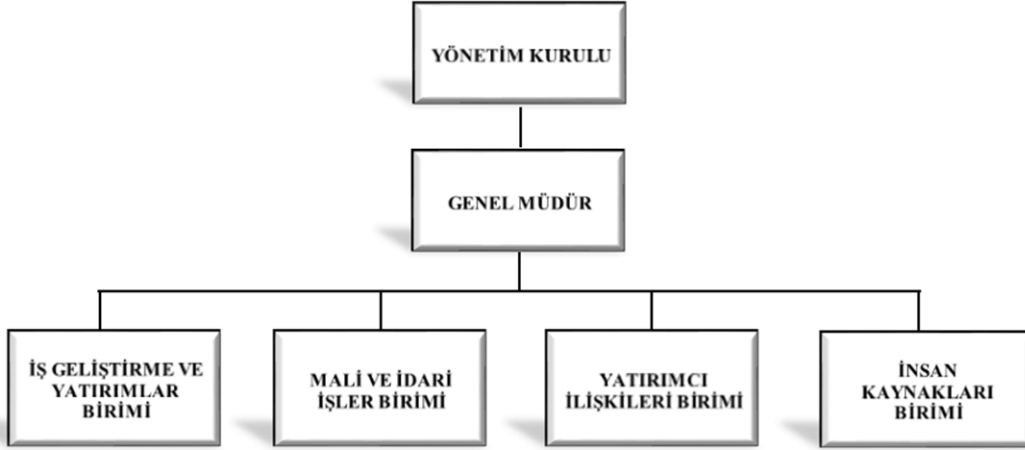 YÖNETİM KURULU
GENEL MÜDÜR
İŞ GELİŞTİRME VE
YATIRIMLAR
BİRİMİ
MALİ VE İDARİ
İŞLER BİRİMİ
YATIRIMCI
İLİŞKİLERİ BİRİMİ
İNSAN
KAYNAKLARI
BİRİMİ